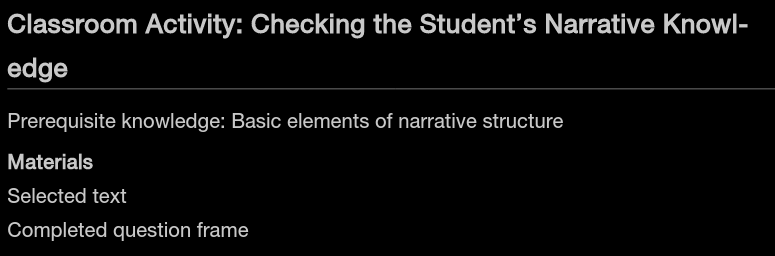 Classroom Activity: Checking the Student’s Narrative Knowl-
edge
Prerequisite knowledge: Basic elements of narrative structure
Materials
Selected text
Completed question frame